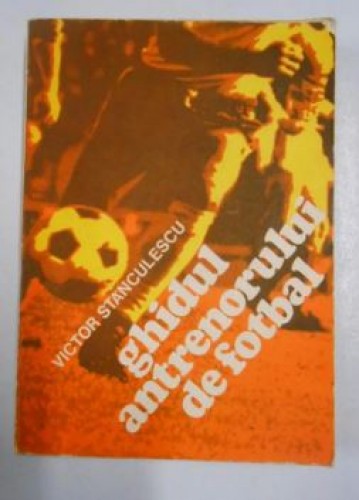 VICTOR STANCULESCU
ghidul
antrenorului
de fotbal